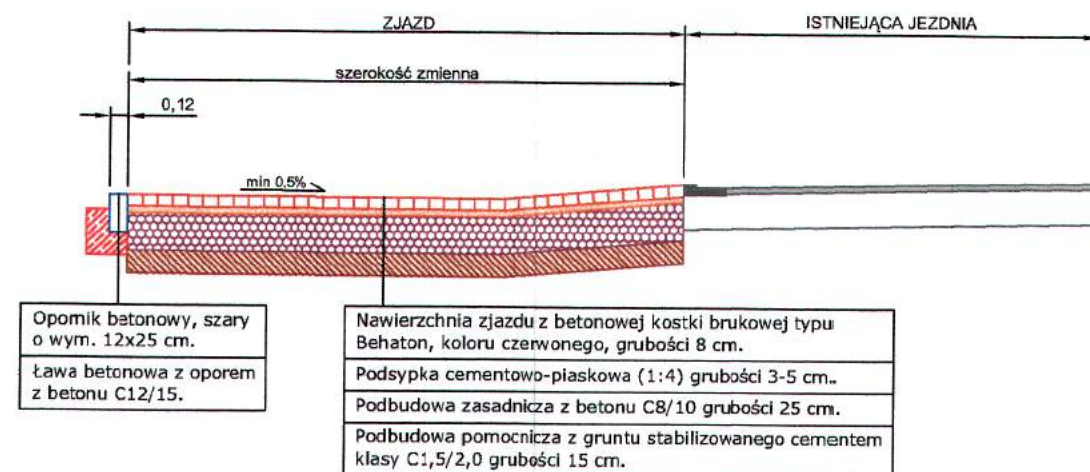 ZJAZD
ISTNIEJĄCA JEZDNIA
szerokość zmienna
0,12
min 0,5%
Opornik betonowy, szary
o wym. 12x25 cm.
Ława betonowa z oporem
z betonu C12/15.
Nawierzchnia zjazdu z betonowej kostki brukowej typu
Behaton, koloru czerwonego, grubości 8 cm.
Podsypka cementowo-piaskowa (1:4) grubości 3-5 cm..
Podbudowa zasadnicza z betonu C8/10 grubości 25 cm.
Podbudowa pomocnicza z gruntu stabilizowanego cementem
klasy C1,5/2,0 grubości 15 cm.